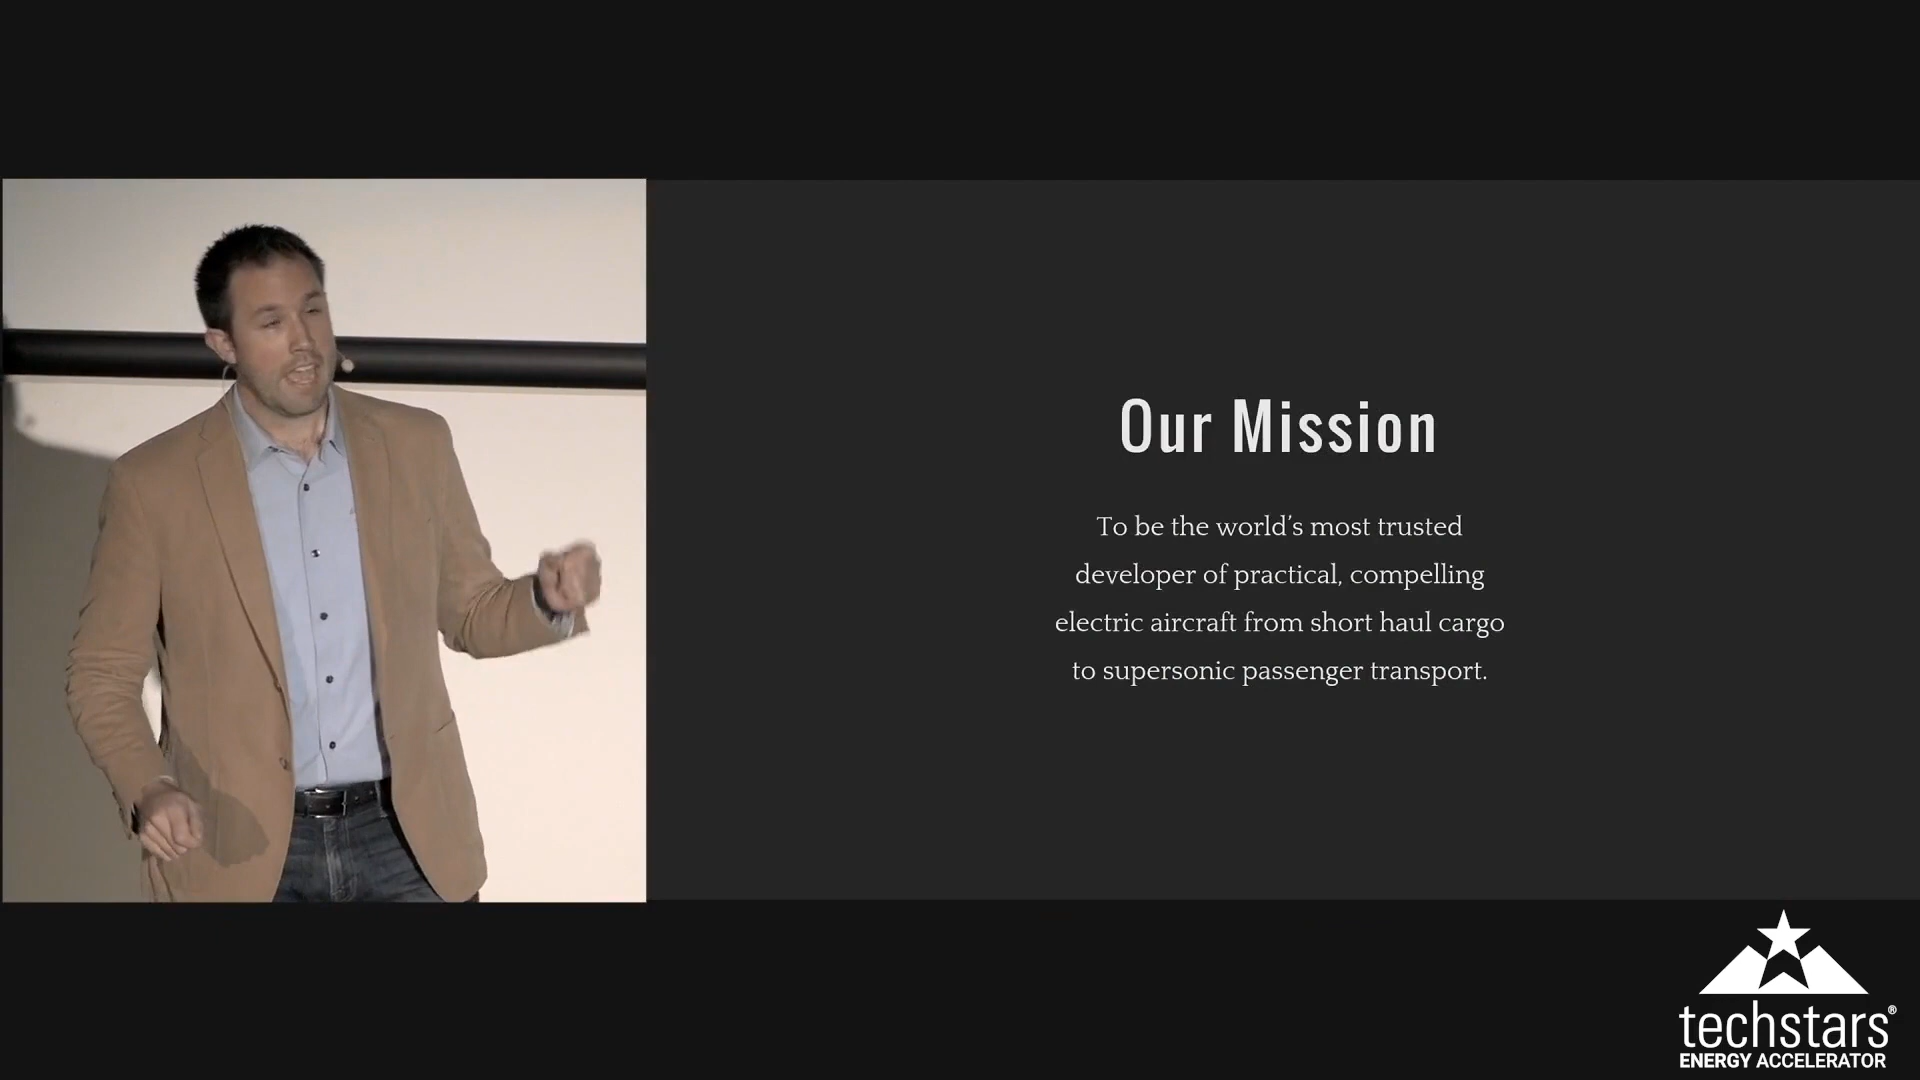 Our Mission
To be the world's most trusted
developer of practical, compelling
electric aircraft from short haul cargo
to supersonic passenger transport.
techstars®
ENERGY ACCELERATOR